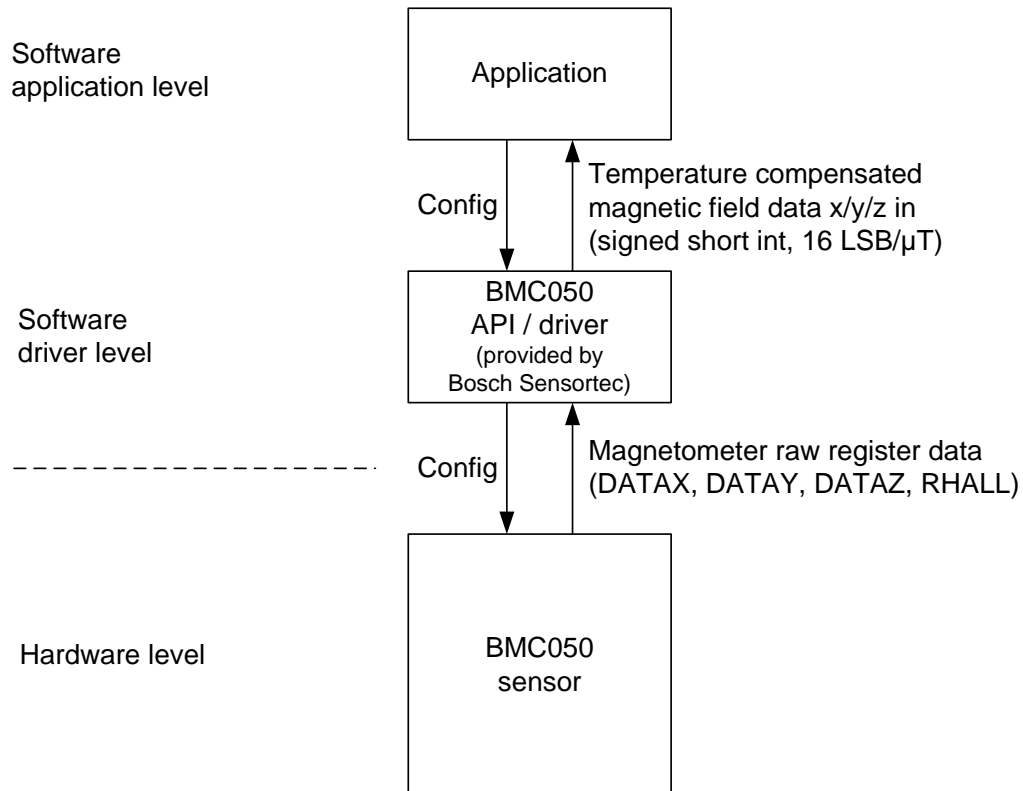 Software
application level
Application
Config
Temperature compensated
magnetic field data x/y/z in
(signed short int, 16 LSB/µT)
Software
driver level
BMC050
API / driver
(provided by
Bosch Sensortec)
Config
Magnetometer raw register data
(DATAX, DATAY, DATAZ, RHALL)
Hardware level
BMC050
sensor